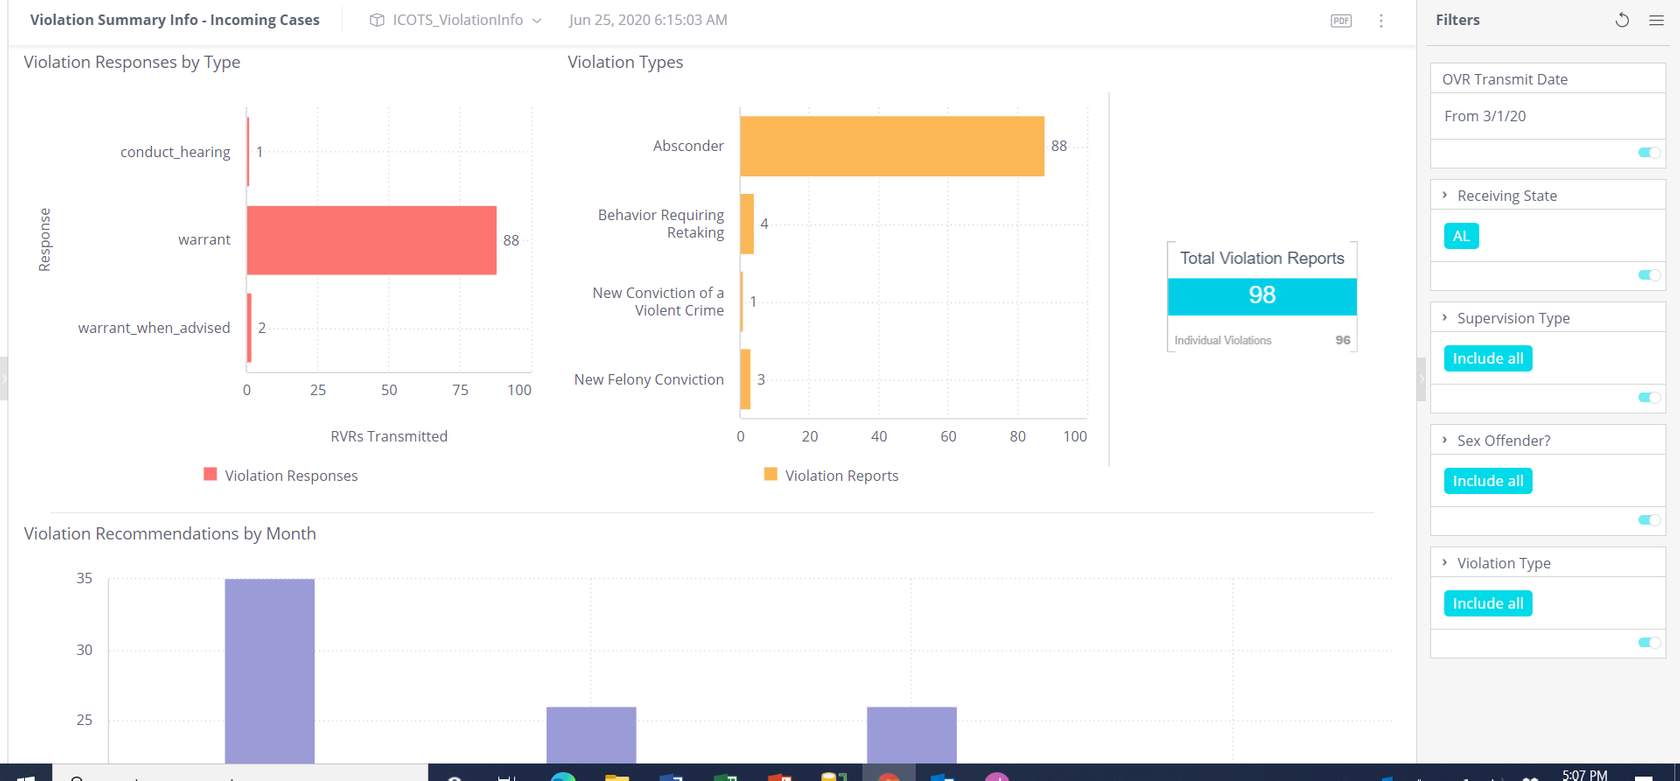 Violation Summary Info - Incoming Cases
ICOTS_ViolationInfo
Jun 25, 2020 6:15:03 AM
PDF
Violation Responses by Type
Response
conduct_hearing
1
warrant
88
warrant_when_advised
2
0 25 50 75 100
RVRs Transmitted
Violation Responses
Violation Types
Absconder
88
Behavior Requiring
Retaking
4
New Conviction of a
Violent Crime
1
New Felony Conviction
3
0 20 40 60 80 100
Violation Reports
Total Violation Reports
98
Individual Violations 96
Violation Recommendations by Month
35
30
25
Filters
OVR Transmit Date
From 3/1/20
Receiving State
AL
Supervision Type
Include all
Sex Offender?
Include all
Violation Type
Include all
5:07 PM